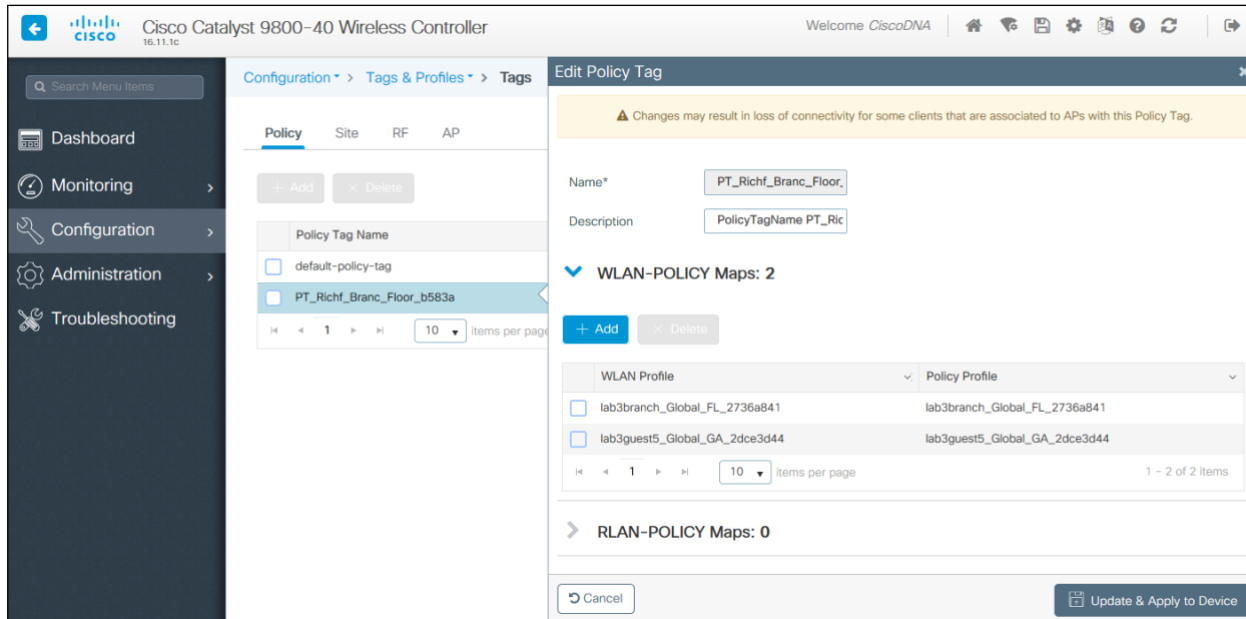 CISCO
Cisco Catalyst 9800-40 Wireless Controller
16.11.1c
Welcome CiscoDNA
Search Menu Items
Dashboard
Monitoring
Configuration
Administration
Troubleshooting
Configuration > Tags & Profiles > Tags
Policy Site RF AP
+ Add × Delete
Policy Tag Name
default-policy-tag
PT_Richf_Branc_Floor_b583a
1 10 items per page
Edit Policy Tag
Changes may result in loss of connectivity for some clients that are associated to APs with this Policy Tag.
Name* PT_Richf_Branc_Floor_
Description PolicyTagName PT_Ric
WLAN-POLICY Maps: 2
+ Add × Delete
WLAN Profile Policy Profile
lab3branch_Global_FL_2736a841 lab3branch_Global_FL_2736a841
lab3guest5_Global_GA_2dce3d44 lab3guest5_Global_GA_2dce3d44
1 10 items per page 1 - 2 of 2 items
RLAN-POLICY Maps: 0
Cancel Update & Apply to Device